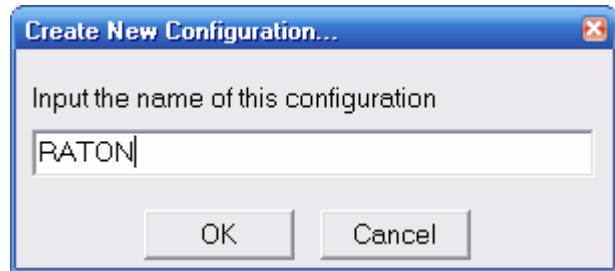 Create New Configuration...
Input the name of this configuration
RATON
OK Cancel